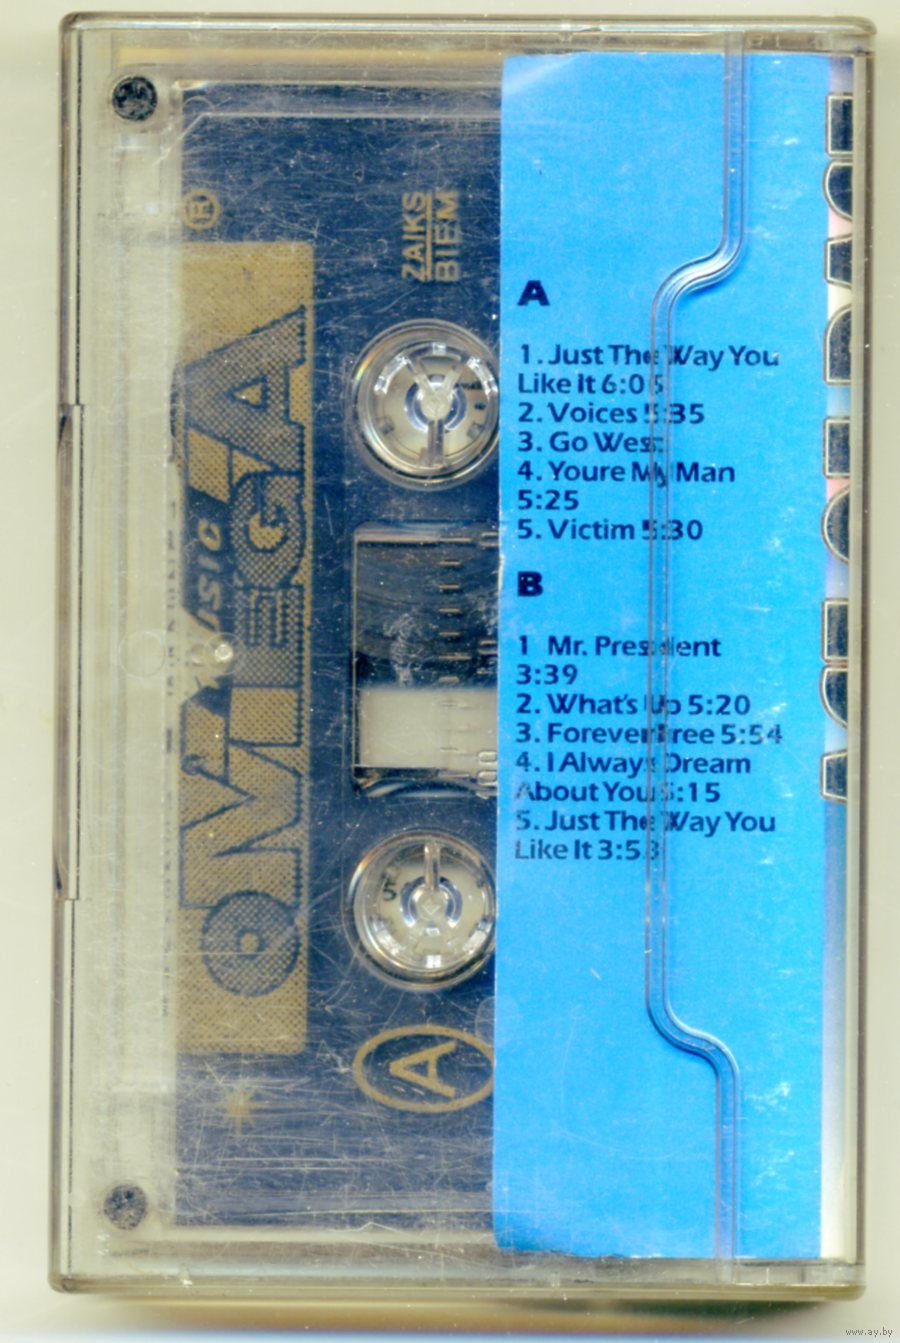 ®
OMEGA
ZAIKS
BIEM
A
A
1. Just The Way You
Like It 6:05
2. Voices 5:35
3. Go West
4. Youre My Man
5:25
5. Victim 5:30
B
1 Mr. President
3:39
2. What's Up 5:20
3. Forever Free 5:54
4. I Always Dream
About You 5:15
5. Just The Way You
Like It 3:53
www.ay.by